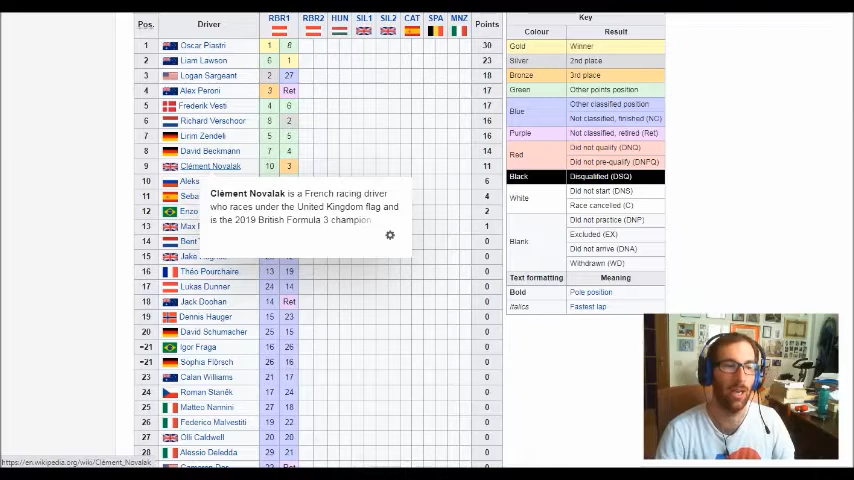 Pos. Driver RBR1 RBR2 HUN SIL1 SIL2 CAT SPA MNZ Points
1 Oscar Piastri 1 6 30
2 Liam Lawson 6 1 23
3 Logan Sargeant 2 27 18
4 Alex Peroni 3 Ret 17
5 Frederik Vesti 4 6 17
6 Richard Verschoor 8 2 16
7 Lirim Zendeli 5 5 16
8 David Beckmann 7 4 14
9 Clément Novalak 10 3 11
10 Aleks 6
11 Seba 4
12 Enzo 2
13 Max 1
14 Bent 0
15 Jake 0
16 Théo Pourchaire 13 19 0
17 Lukas Dunner 24 14 0
18 Jack Doohan 14 Ret 0
19 Dennis Hauger 15 23 0
20 David Schumacher 25 15 0
=21 Igor Fraga 16 26 0
=21 Sophia Flörsch 26 16 0
23 Calan Williams 21 17 0
24 Roman Staněk 17 24 0
25 Matteo Nannini 27 18 0
26 Federico Malvestiti 19 22 0
27 Olli Caldwell 20 20 0
28 Alessio Deledda 29 21 0
Clément Novalak is a French racing driver
who races under the United Kingdom flag and
is the 2019 British Formula 3 champion
Key
Colour Result
Gold Winner
Silver 2nd place
Bronze 3rd place
Green Other points position
Blue Other classified position
Not classified, finished (NC)
Purple Not classified, retired (Ret)
Red Did not qualify (DNQ)
Did not pre-qualify (DNPQ)
Black Disqualified (DSQ)
White Did not start (DNS)
Race cancelled (C)
Blank Did not practice (DNP)
Excluded (EX)
Did not arrive (DNA)
Withdrawn (WD)
Text formatting Meaning
Bold Pole position
Italics Fastest lap
https://en.wikipedia.org/wiki/Clément_Novalak